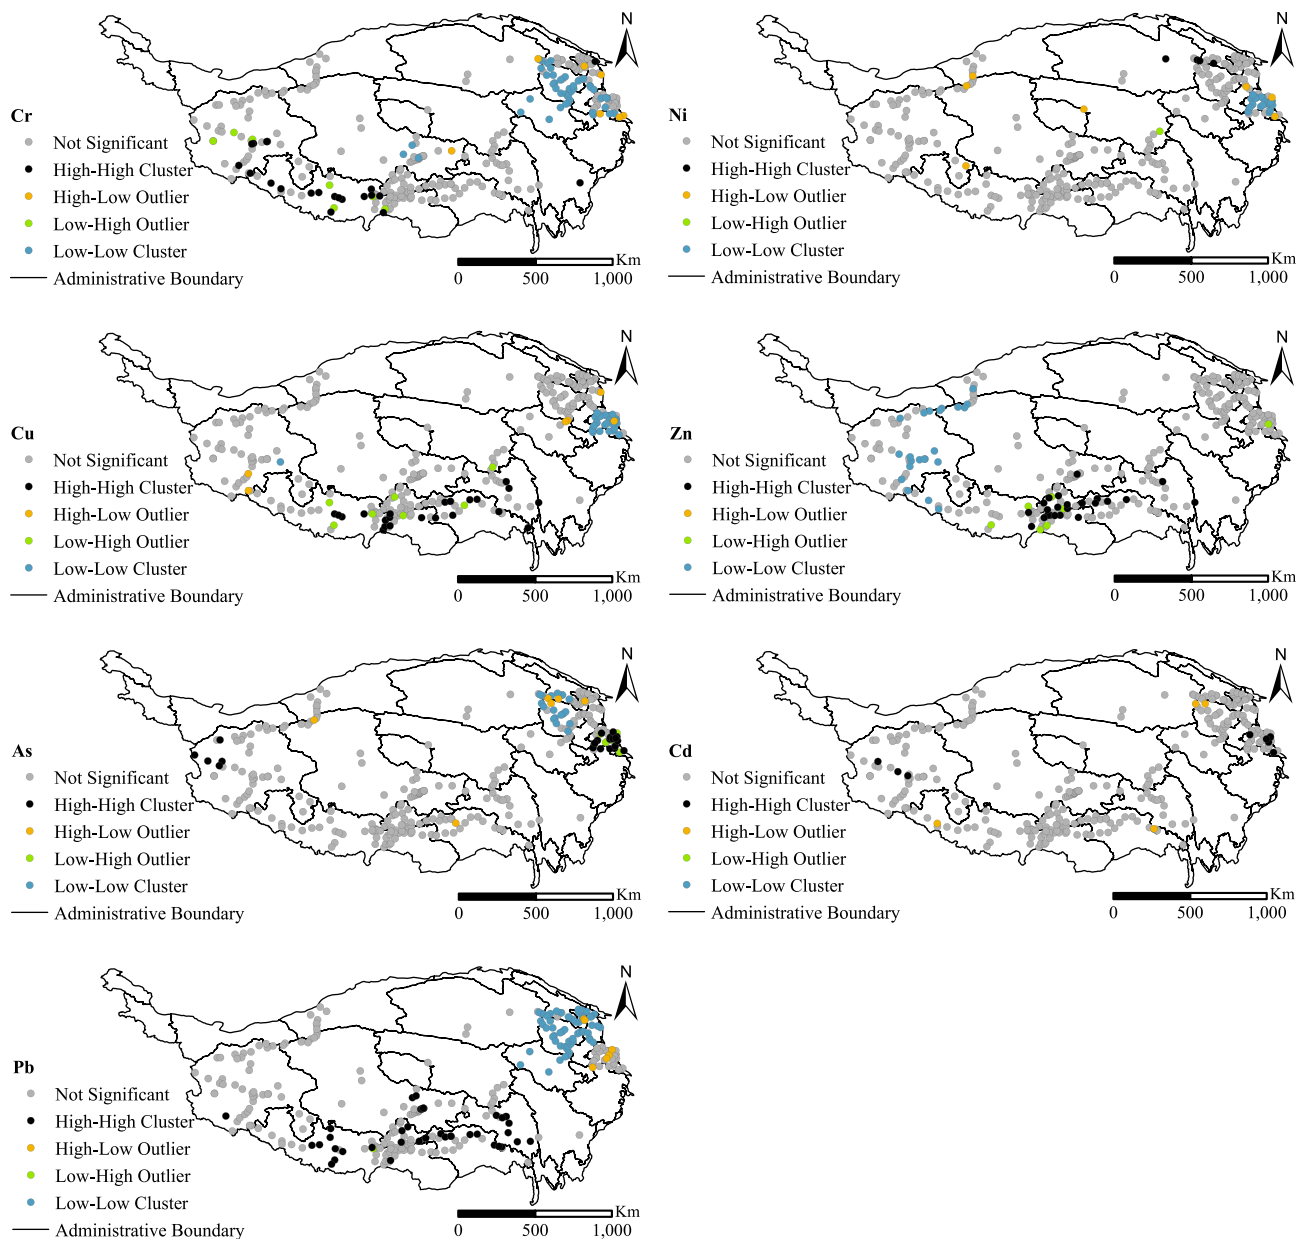 N
Cr
Not Significant
High-High Cluster
High-Low Outlier
Low-High Outlier
Low-Low Cluster
Administrative Boundary
Km
0 500 1,000
N
Ni
Not Significant
High-High Cluster
High-Low Outlier
Low-High Outlier
Low-Low Cluster
Administrative Boundary
Km
0 500 1,000
N
Cu
Not Significant
High-High Cluster
High-Low Outlier
Low-High Outlier
Low-Low Cluster
Administrative Boundary
Km
0 500 1,000
N
Zn
Not Significant
High-High Cluster
High-Low Outlier
Low-High Outlier
Low-Low Cluster
Administrative Boundary
Km
0 500 1,000
N
As
Not Significant
High-High Cluster
High-Low Outlier
Low-High Outlier
Low-Low Cluster
Administrative Boundary
Km
0 500 1,000
N
Cd
Not Significant
High-High Cluster
High-Low Outlier
Low-High Outlier
Low-Low Cluster
Administrative Boundary
Km
0 500 1,000
N
Pb
Not Significant
High-High Cluster
High-Low Outlier
Low-High Outlier
Low-Low Cluster
Administrative Boundary
Km
0 500 1,000